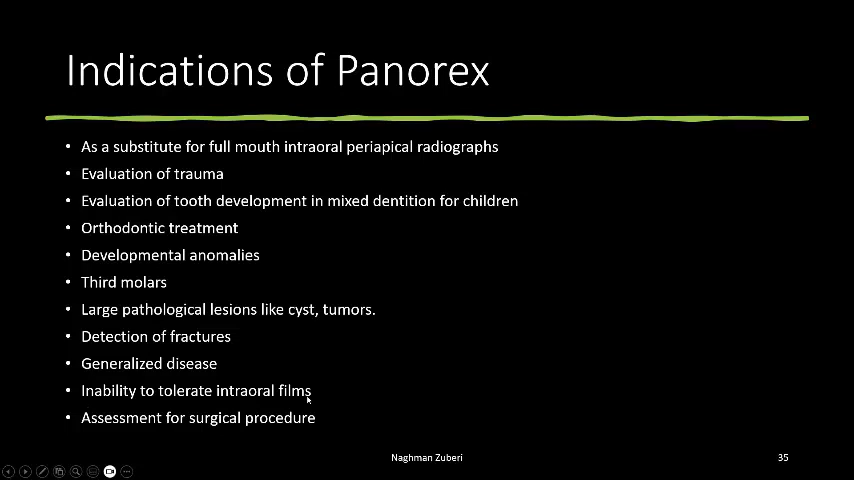 Indications of Panorex
• As a substitute for full mouth intraoral periapical radiographs
• Evaluation of trauma
• Evaluation of tooth development in mixed dentition for children
• Orthodontic treatment
• Developmental anomalies
• Third molars
• Large pathological lesions like cyst, tumors.
• Detection of fractures
• Generalized disease
• Inability to tolerate intraoral films
• Assessment for surgical procedure
Naghman Zuberi
35